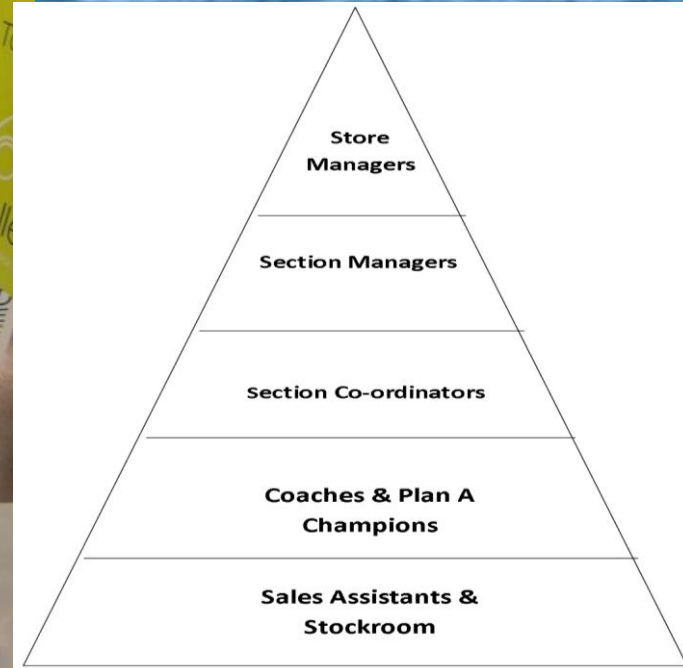 Store
Managers
Section Managers
Section Co-ordinators
Coaches & Plan A
Champions
Sales Assistants &
Stockroom